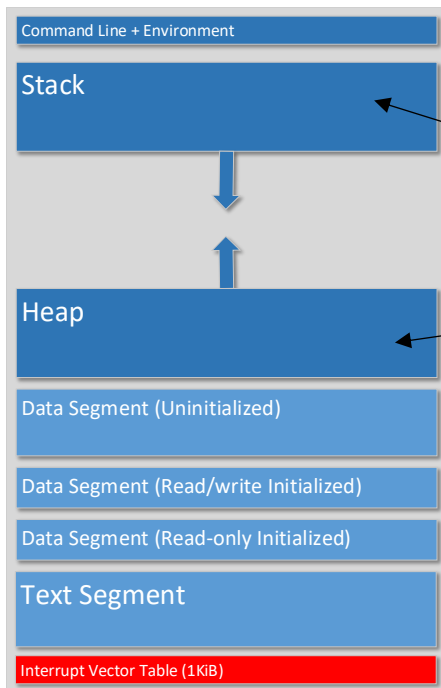 Command Line + Environment
Stack
Heap
Data Segment (Uninitialized)
Data Segment (Read/write Initialized)
Data Segment (Read-only Initialized)
Text Segment
Interrupt Vector Table (1KiB)